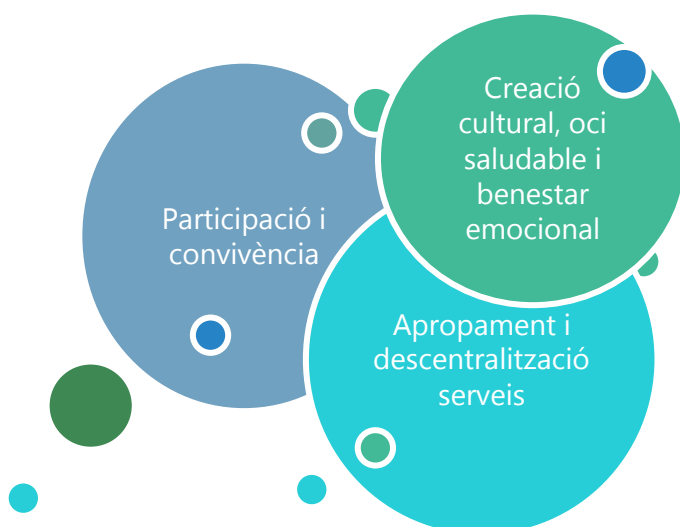 Creació
cultural, oci
saludable i
benestar
emocional
Participació i
convivència
Apropament i
descentralització
serveis